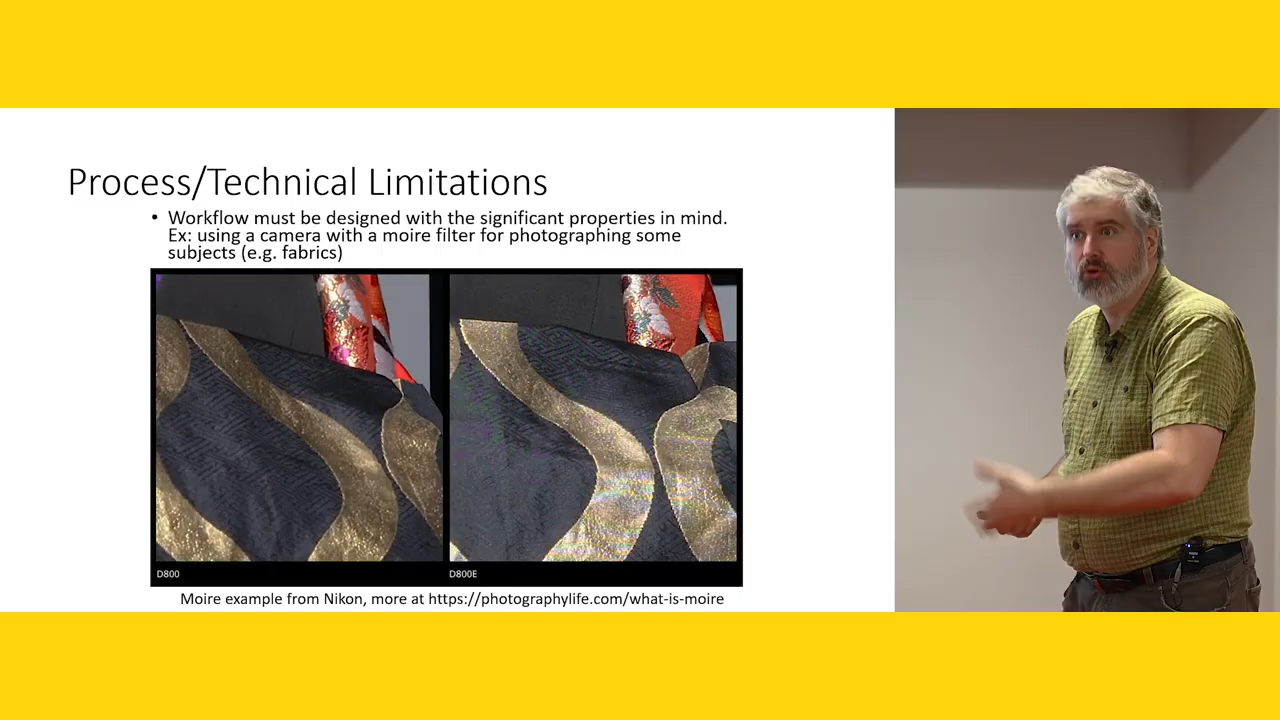 Process/Technical Limitations
• Workflow must be designed with the significant properties in mind.
Ex: using a camera with a moire filter for photographing some
subjects (e.g. fabrics)
D800
D800E
Moire example from Nikon, more at https://photographylife.com/what-is-moire